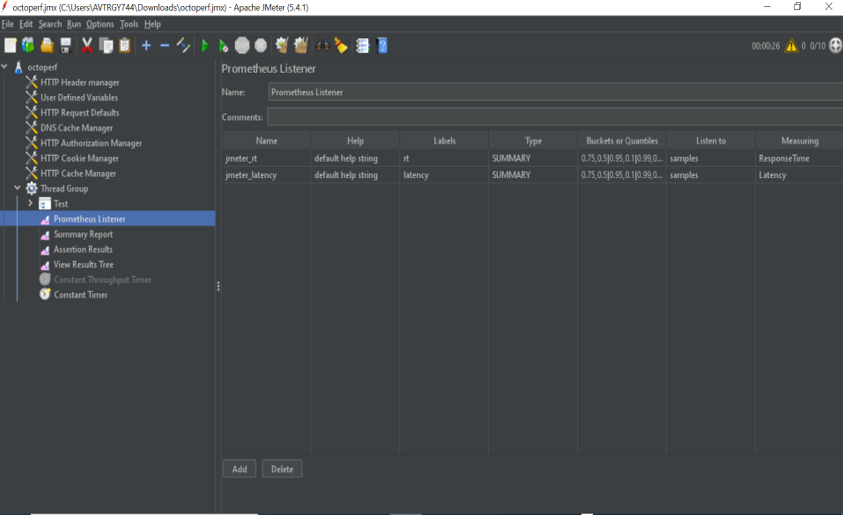 octoperf.jmx (C:\Users\AVTRGY744\Downloads\octoperf.jmx) - Apache JMeter (5.4.1)
File Edit Search Run Options Tools Help
00:00:26 0 0/10
octoperf
HTTP Header manager
User Defined Variables
HTTP Request Defaults
DNS Cache Manager
HTTP Authorization Manager
HTTP Cookie Manager
HTTP Cache Manager
Thread Group
Test
Prometheus Listener
Summary Report
Assertion Results
View Results Tree
Constant Throughput Timer
Constant Timer
Prometheus Listener
Name: Prometheus Listener
Comments:
Name Help Labels Type Buckets or Quantiles Listen to Measuring
jmeter_rt default help string rt SUMMARY 0.75,0.5|0.95,0.1|0.99,0... samples ResponseTime
jmeter_latency default help string latency SUMMARY 0.75,0.5|0.95,0.1|0.99,0... samples Latency
Add Delete